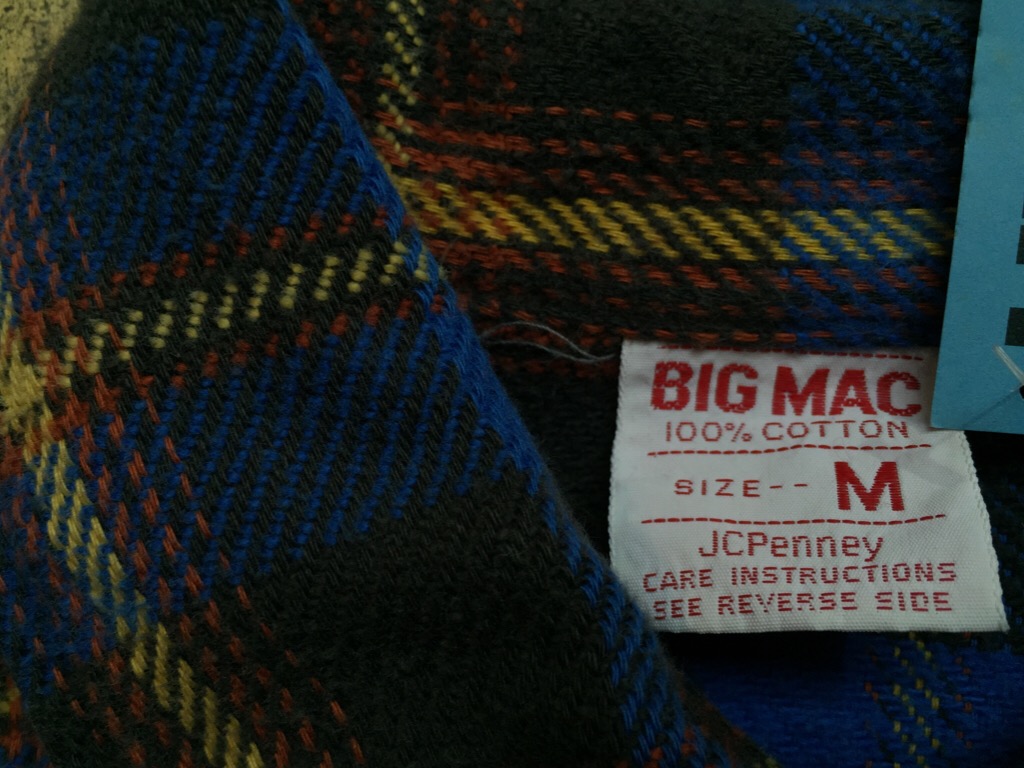 BIG MAC
100% COTTON
SIZE-- M
JCPenney
CARE INSTRUCTIONS
SEE REVERSE SIDE